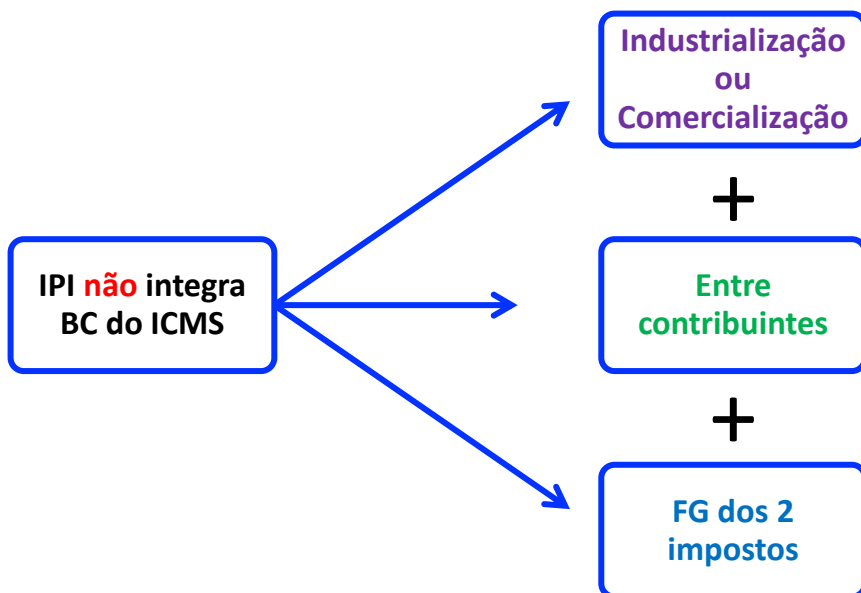 IPI não integra
BC do ICMS
Industrialização
ou
Comercialização
+
Entre
contribuintes
+
FG dos 2
impostos